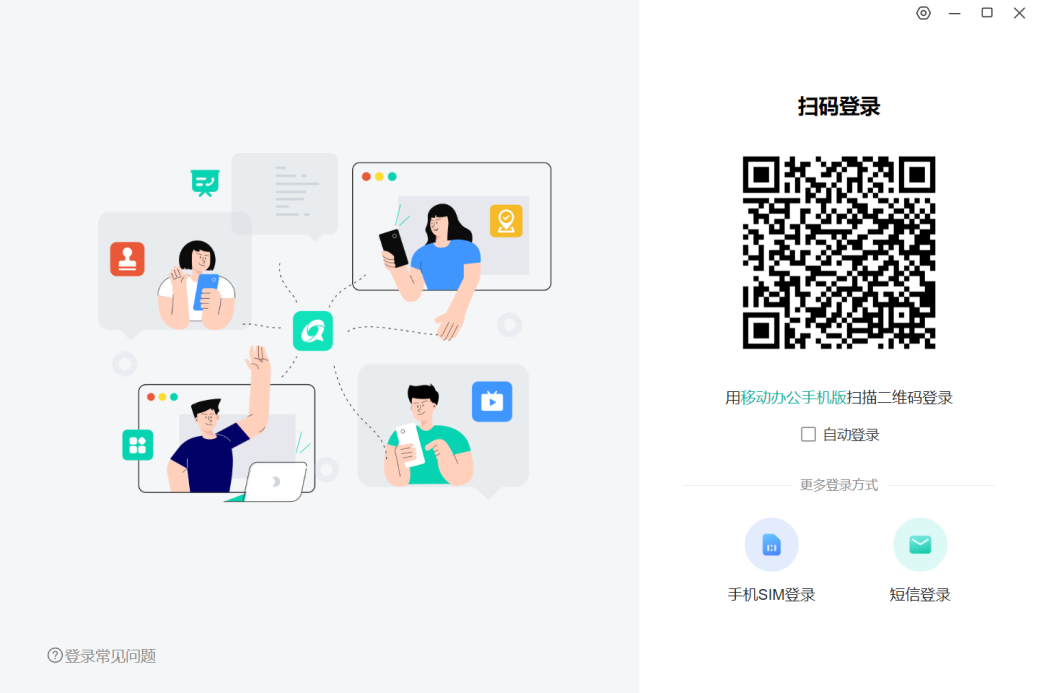 扫码登录
用移动办公手机版扫描二维码登录
自动登录
更多登录方式
手机SIM登录
短信登录
登录常见问题